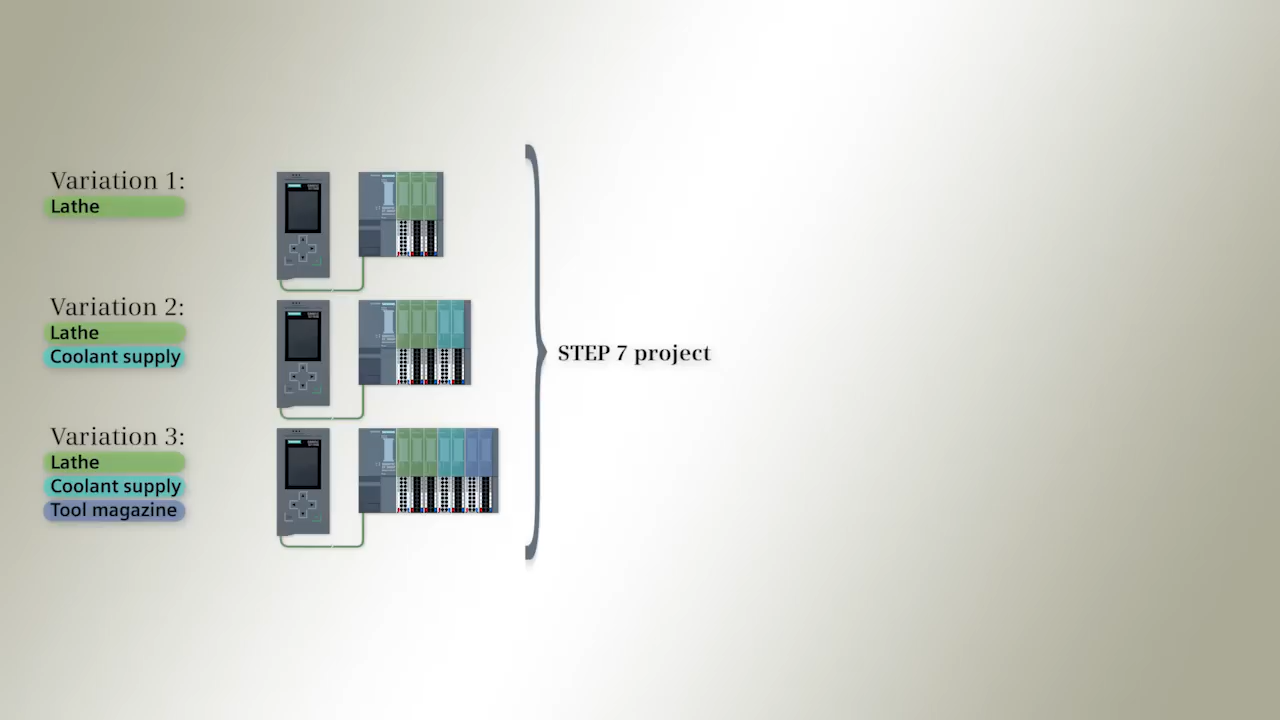 Variation 1:
Lathe
Variation 2:
Lathe
Coolant supply
Variation 3:
Lathe
Coolant supply
Tool magazine
STEP 7 project